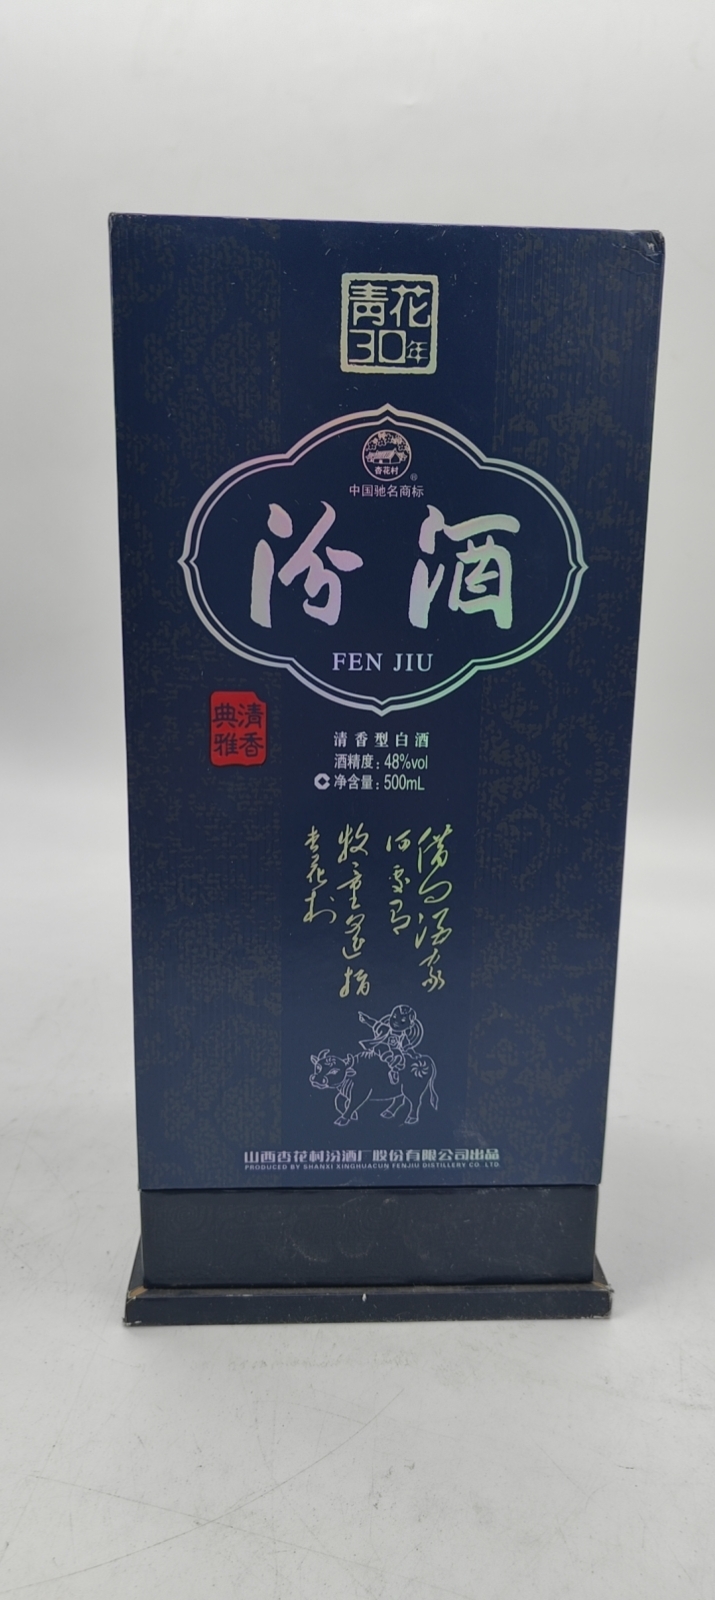 青花
30年
杏花村
®
中国驰名商标
汾酒
FEN JIU
清香
典雅
清香型白酒
酒精度：48%vol
净含量：500mL
借问酒家
何处有
牧童遥指
杏花村
山西杏花村汾酒厂股份有限公司出品
PRODUCED BY SHANXI XINGHUACUN FENJIU DISTILLERY CO. LTD.